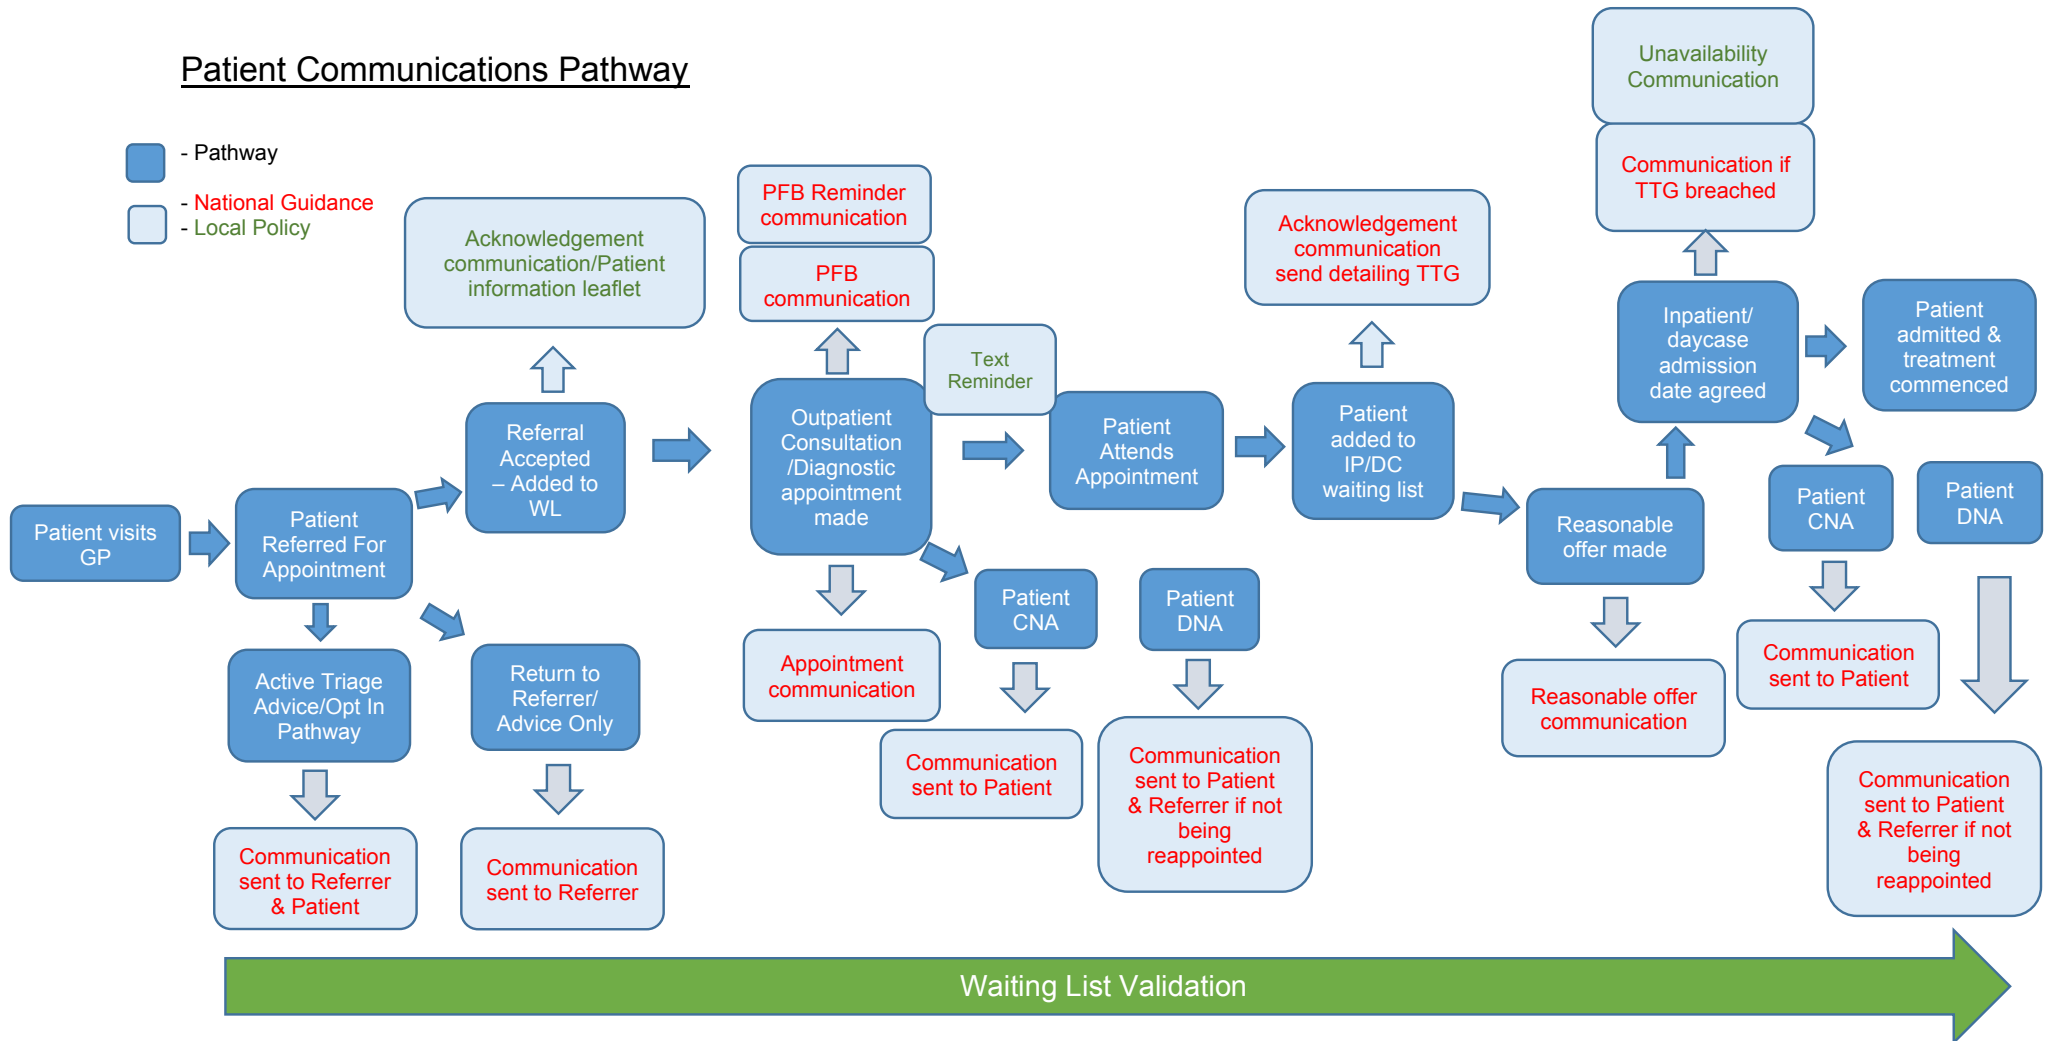 Patient Communications Pathway
- Pathway
- National Guidance
- Local Policy
Patient visits
GP
Patient
Referred For
Appointment
Active Triage
Advice/Opt In
Pathway
Communication
sent to Referrer
& Patient
Return to
Referrer/
Advice Only
Communication
sent to Referrer
Acknowledgement
communication/Patient
information leaflet
Referral
Accepted
– Added to
WL
PFB Reminder
communication
PFB
communication
Outpatient
Consultation
/Diagnostic
appointment
made
Text
Reminder
Appointment
communication
Patient
CNA
Communication
sent to Patient
Patient
DNA
Communication
sent to Patient
& Referrer if not
being
reappointed
Patient
Attends
Appointment
Acknowledgement
communication
send detailing TTG
Patient
added to
IP/DC
waiting list
Reasonable
offer made
Reasonable offer
communication
Unavailability
Communication
Communication if
TTG breached
Inpatient/
daycase
admission
date agreed
Patient
admitted &
treatment
commenced
Patient
CNA
Communication
sent to Patient
Patient
DNA
Communication
sent to Patient
& Referrer if not
being
reappointed
Waiting List Validation